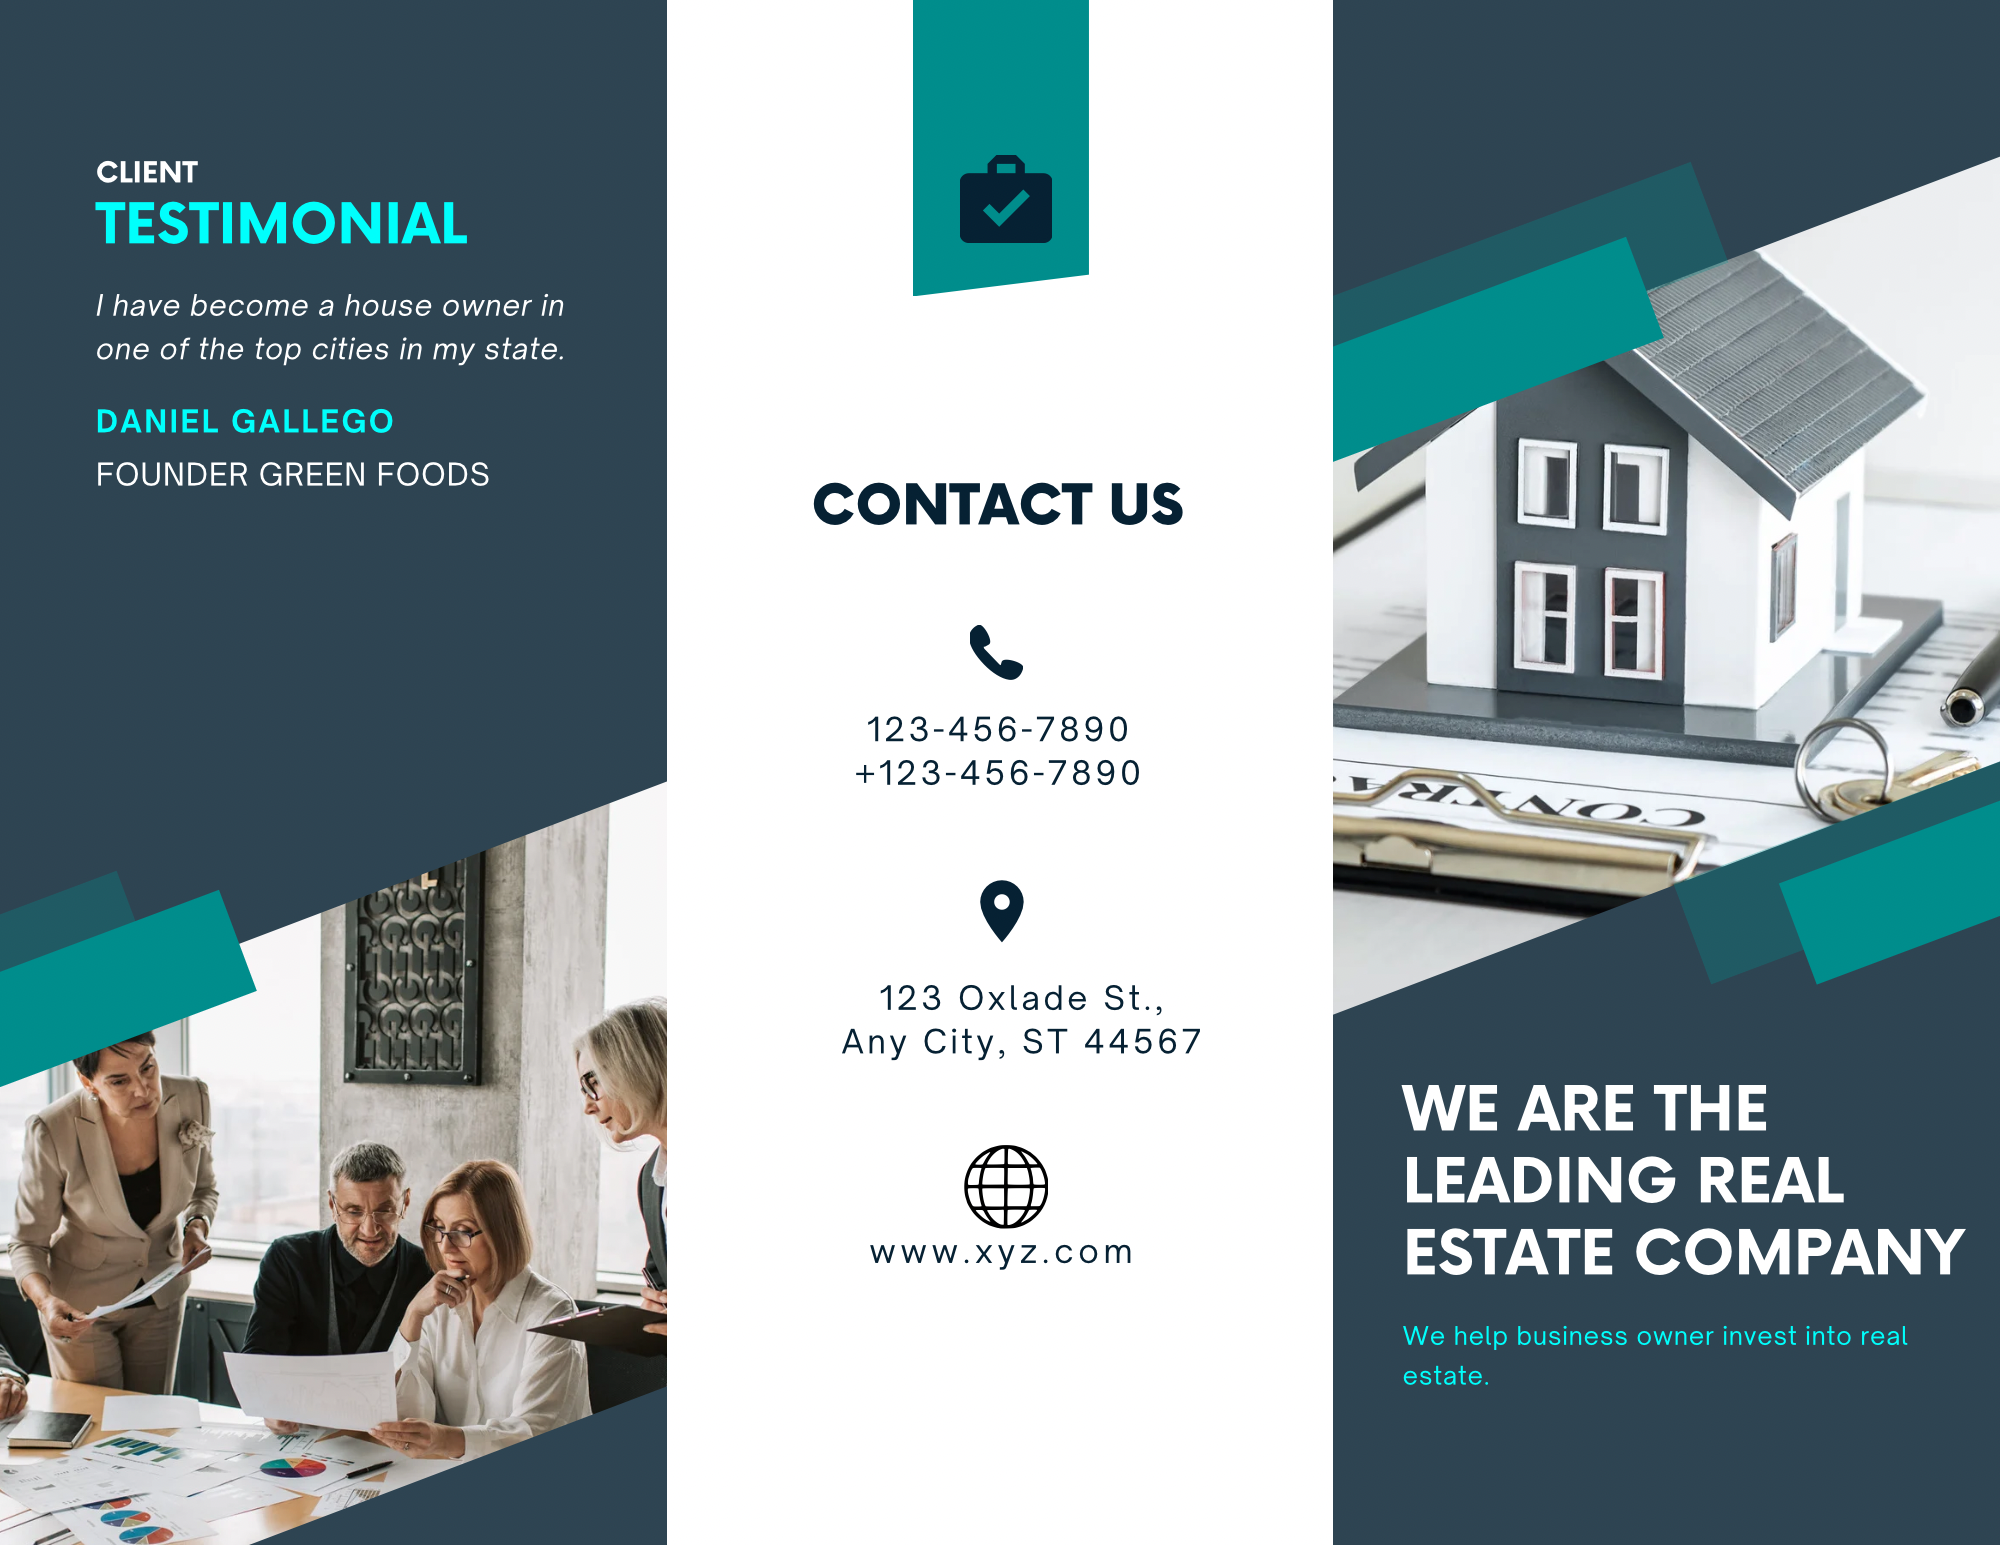 CLIENT
TESTIMONIAL
I have become a house owner in
one of the top cities in my state.
DANIEL GALLEGO
FOUNDER GREEN FOODS
CONTACT US
123-456-7890
+123-456-7890
123 Oxlade St.,
Any City, ST 44567
www.xyz.com
CONTRA
WE ARE THE
LEADING REAL
ESTATE COMPANY
We help business owner invest into real
estate.